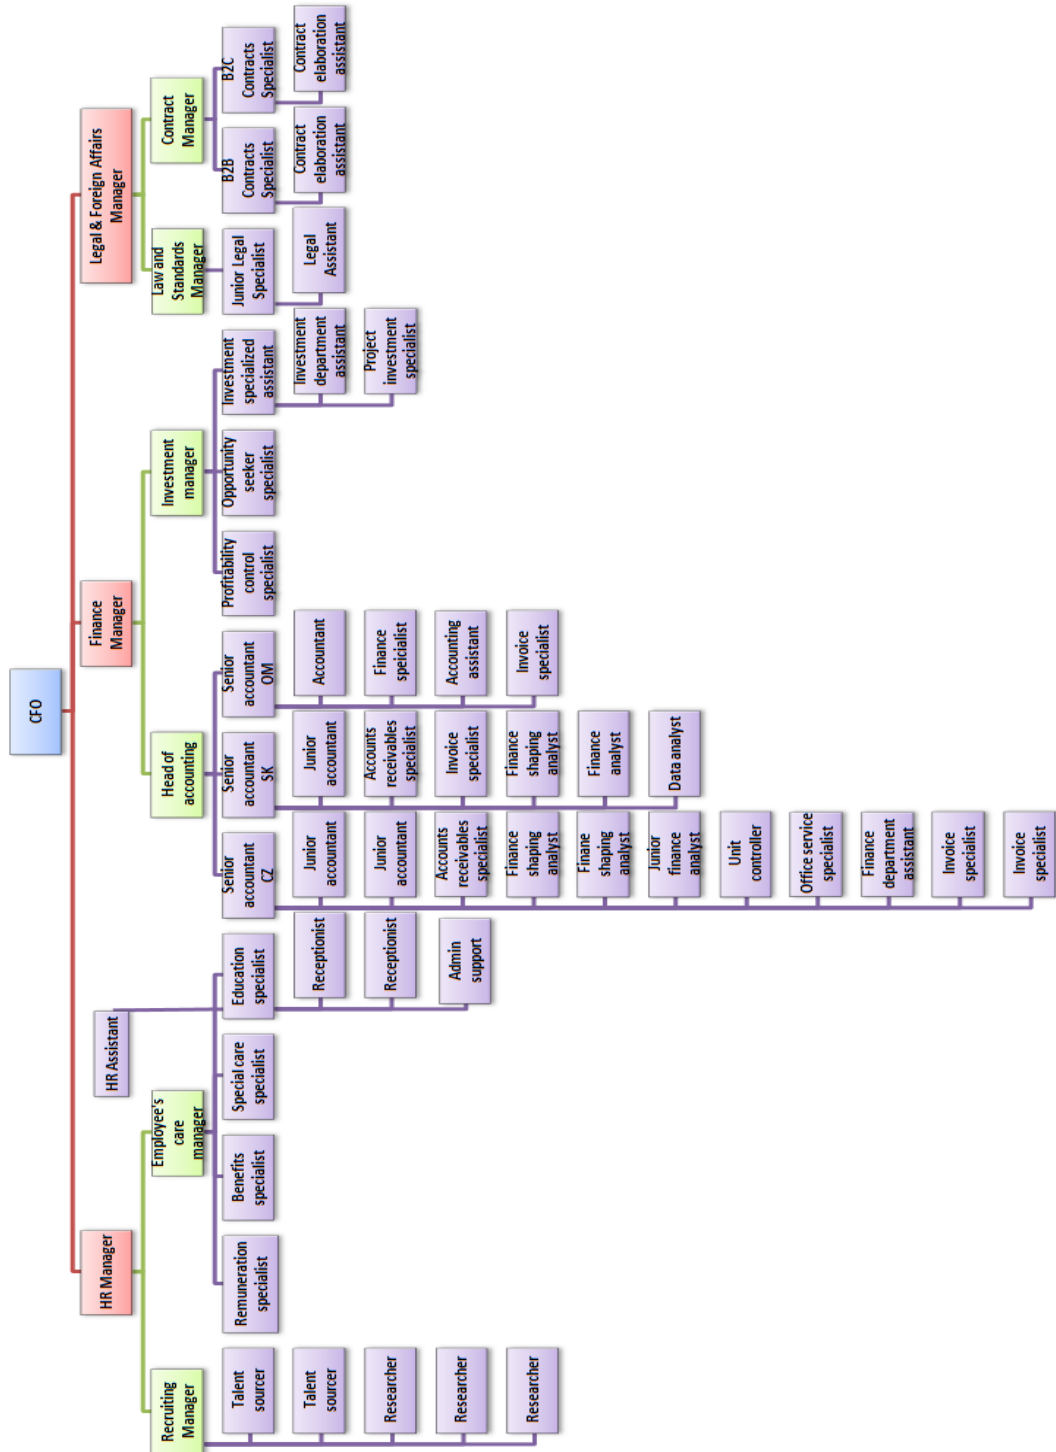 CFO
HR Manager
Finance
Manager
Legal & Foreign Affairs
Manager
HR Assistant
Recruiting
Manager
Employee's
care
manager
Head of
accounting
Investment
manager
Law and
Standards
Manager
Contract
Manager
Talent
sourcer
Talent
sourcer
Researcher
Researcher
Researcher
Remuneration
specialist
Benefits
specialist
Special care
specialist
Education
specialist
Receptionist
Receptionist
Admin
support
Senior
accountant
CZ
Junior
accountant
Junior
accountant
Accounts
receivables
specialist
Finance
shaping
analyst
Finane
shaping
analyst
Junior
finance
analyst
Unit
controller
Office service
specialist
Finance
department
assistant
Invoice
specialist
Invoice
specialist
Senior
accountant
SK
Junior
accountant
Accounts
receivables
specialist
Invoice
specialist
Finance
shaping
analyst
Finance
analyst
Data analyst
Senior
accountant
OM
Accountant
Finance
speicialist
Accounting
assistant
Invoice
specialist
Profitability
control
specialist
Opportunity
seeker
specialist
Investment
specialized
assistant
Investment
department
assistant
Project
investment
specialist
Junior Legal
Specialist
Legal
Assistant
B2B
Contracts
Specialist
Contract
elaboration
assistant
B2C
Contracts
Specialist
Contract
elaboration
assistant